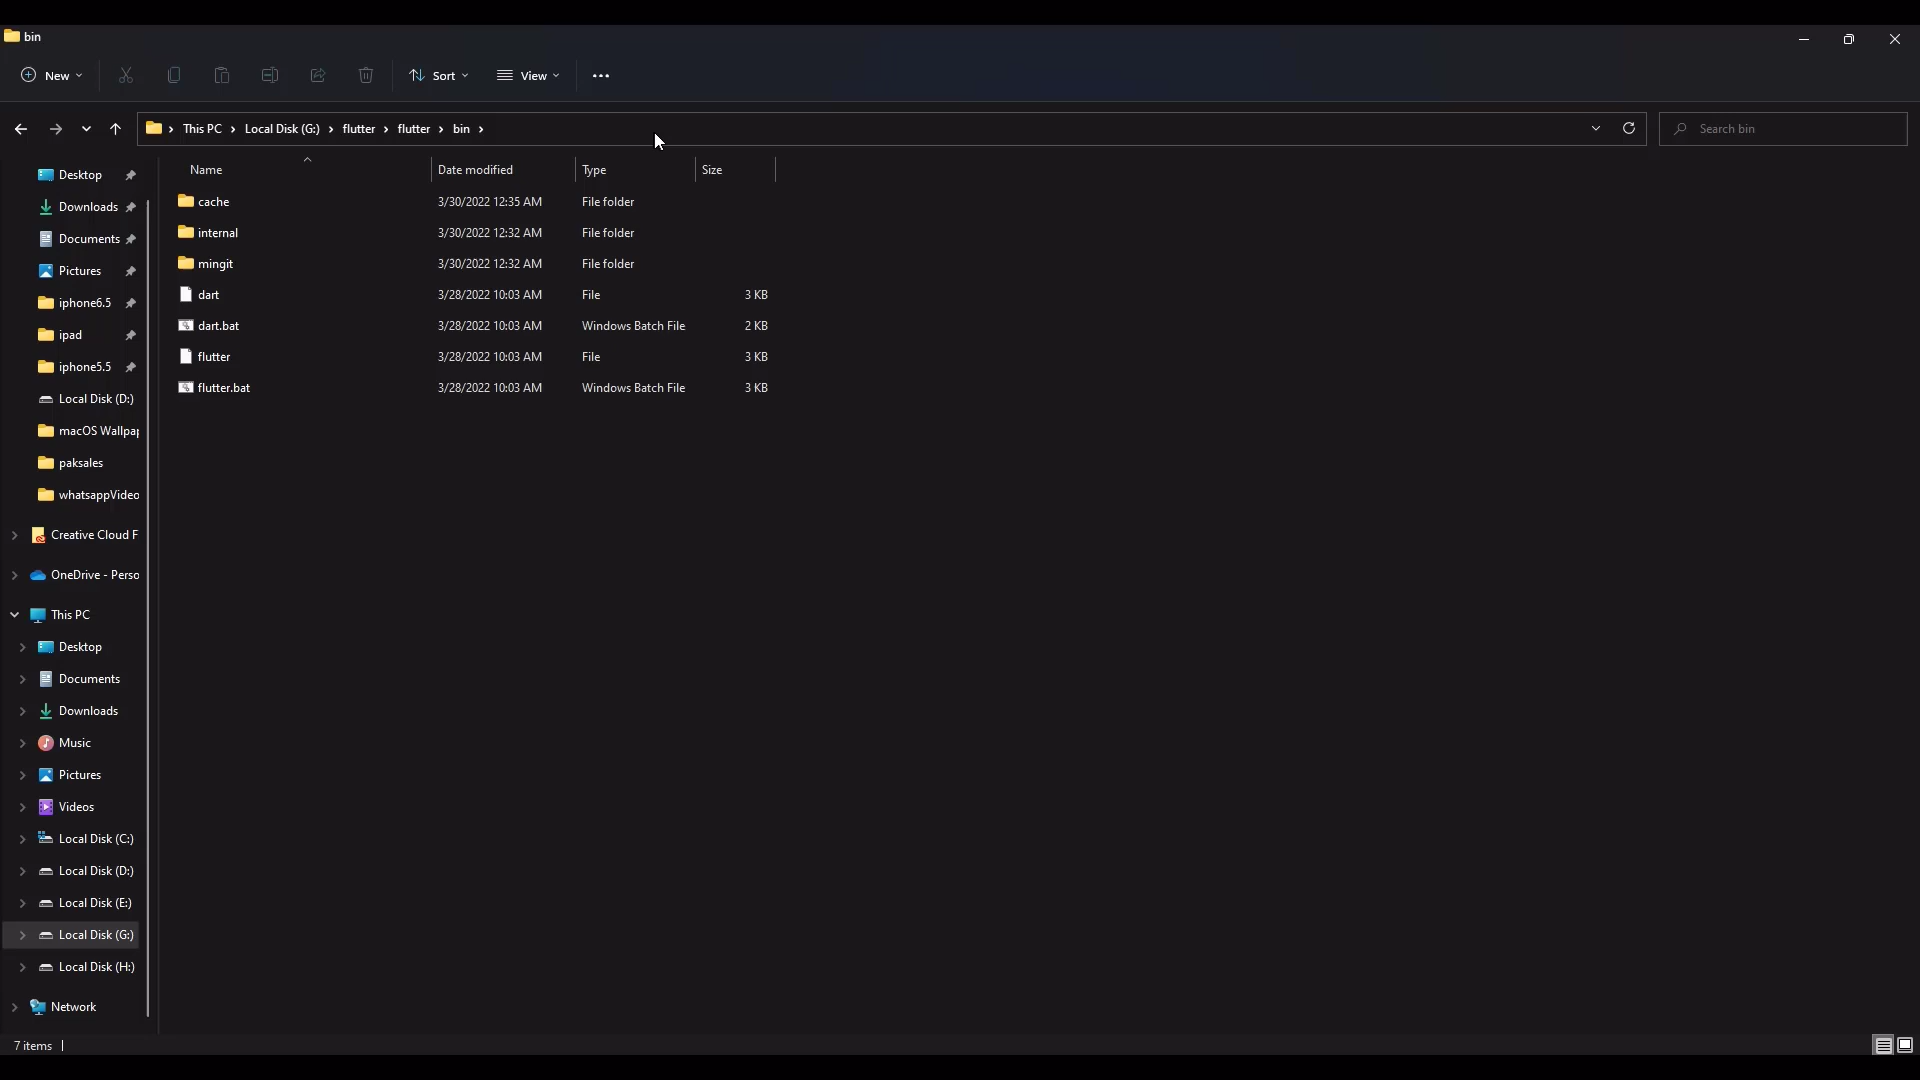 bin
New
Sort
View
This PC > Local Disk (G:) > flutter > flutter > bin >
Search bin
Name Date modified Type Size
cache 3/30/2022 12:35 AM File folder
internal 3/30/2022 12:32 AM File folder
mingit 3/30/2022 12:32 AM File folder
dart 3/28/2022 10:03 AM File 3 KB
dart.bat 3/28/2022 10:03 AM Windows Batch File 2 KB
flutter 3/28/2022 10:03 AM File 3 KB
flutter.bat 3/28/2022 10:03 AM Windows Batch File 3 KB
Desktop
Downloads
Documents
Pictures
iphone6.5
ipad
iphone5.5
Local Disk (D:)
macOS Wallpap
paksales
whatsappVideo
Creative Cloud F
OneDrive - Perso
This PC
Desktop
Documents
Downloads
Music
Pictures
Videos
Local Disk (C:)
Local Disk (D:)
Local Disk (E:)
Local Disk (G:)
Local Disk (H:)
Network
7 items